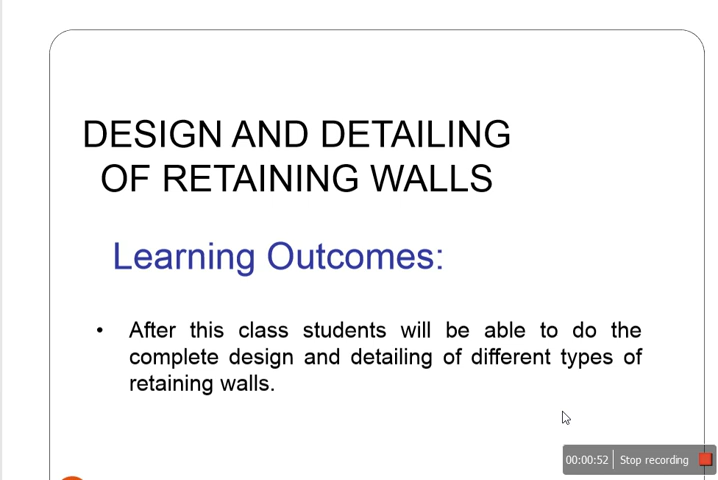 DESIGN AND DETAILING
OF RETAINING WALLS
Learning Outcomes:
• After this class students will be able to do the
complete design and detailing of different types of
retaining walls.
00:00:52 Stop recording